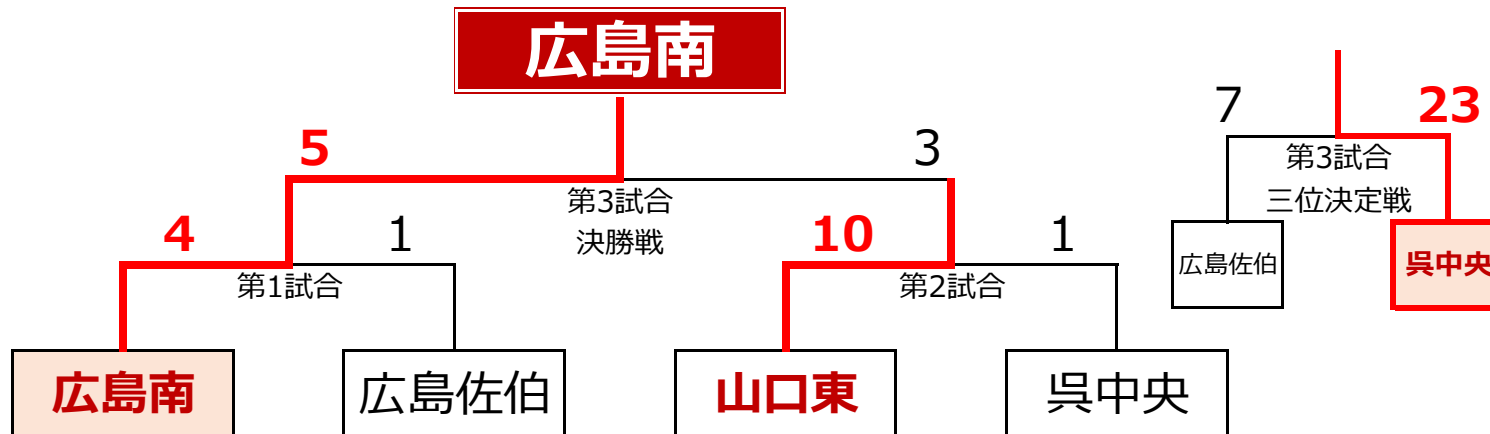 広島南
5
3
第3試合
決勝戦
4
1
第1試合
10
1
第2試合
広島南
広島佐伯
山口東
呉中央
7
23
第3試合
三位決定戦
広島佐伯
呉中央